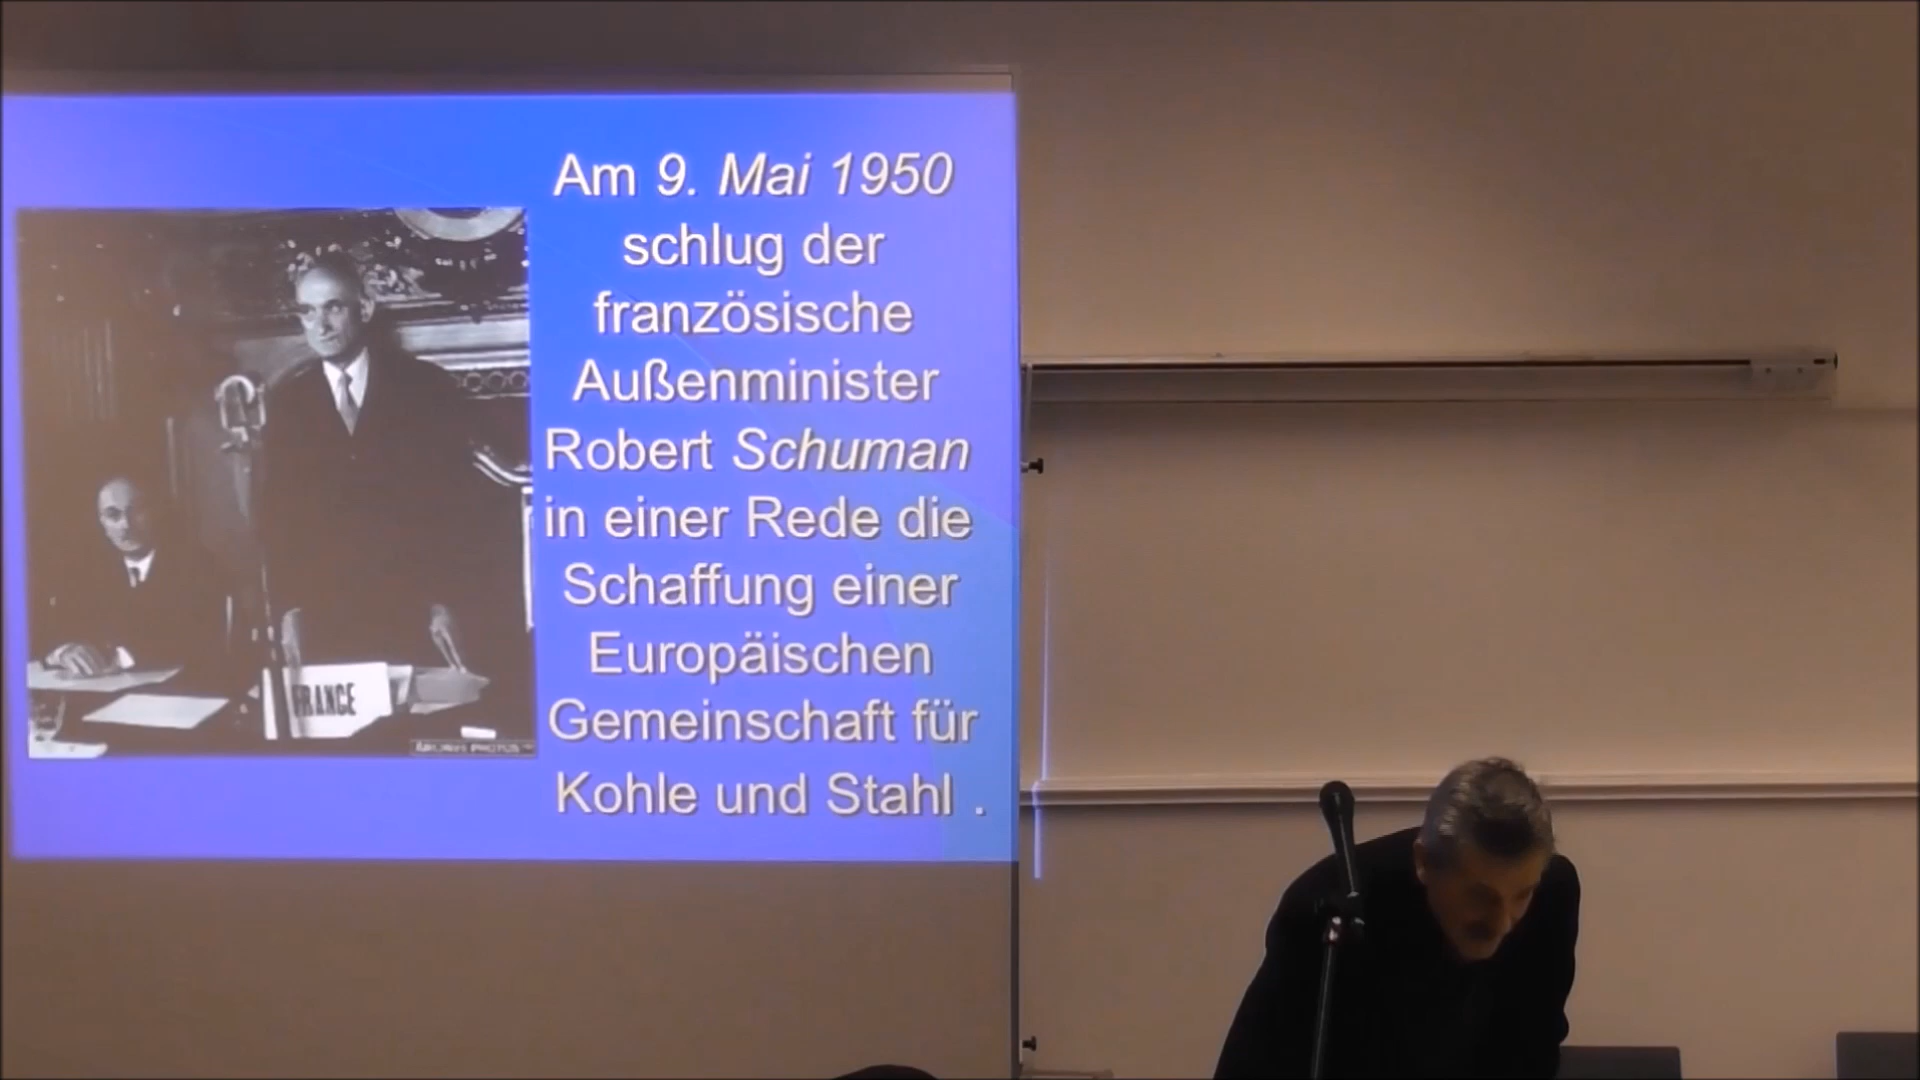 Am 9. Mai 1950
schlug der
französische
Außenminister
Robert Schuman
in einer Rede die
Schaffung einer
Europäischen
Gemeinschaft für
Kohle und Stahl .
FRANCE